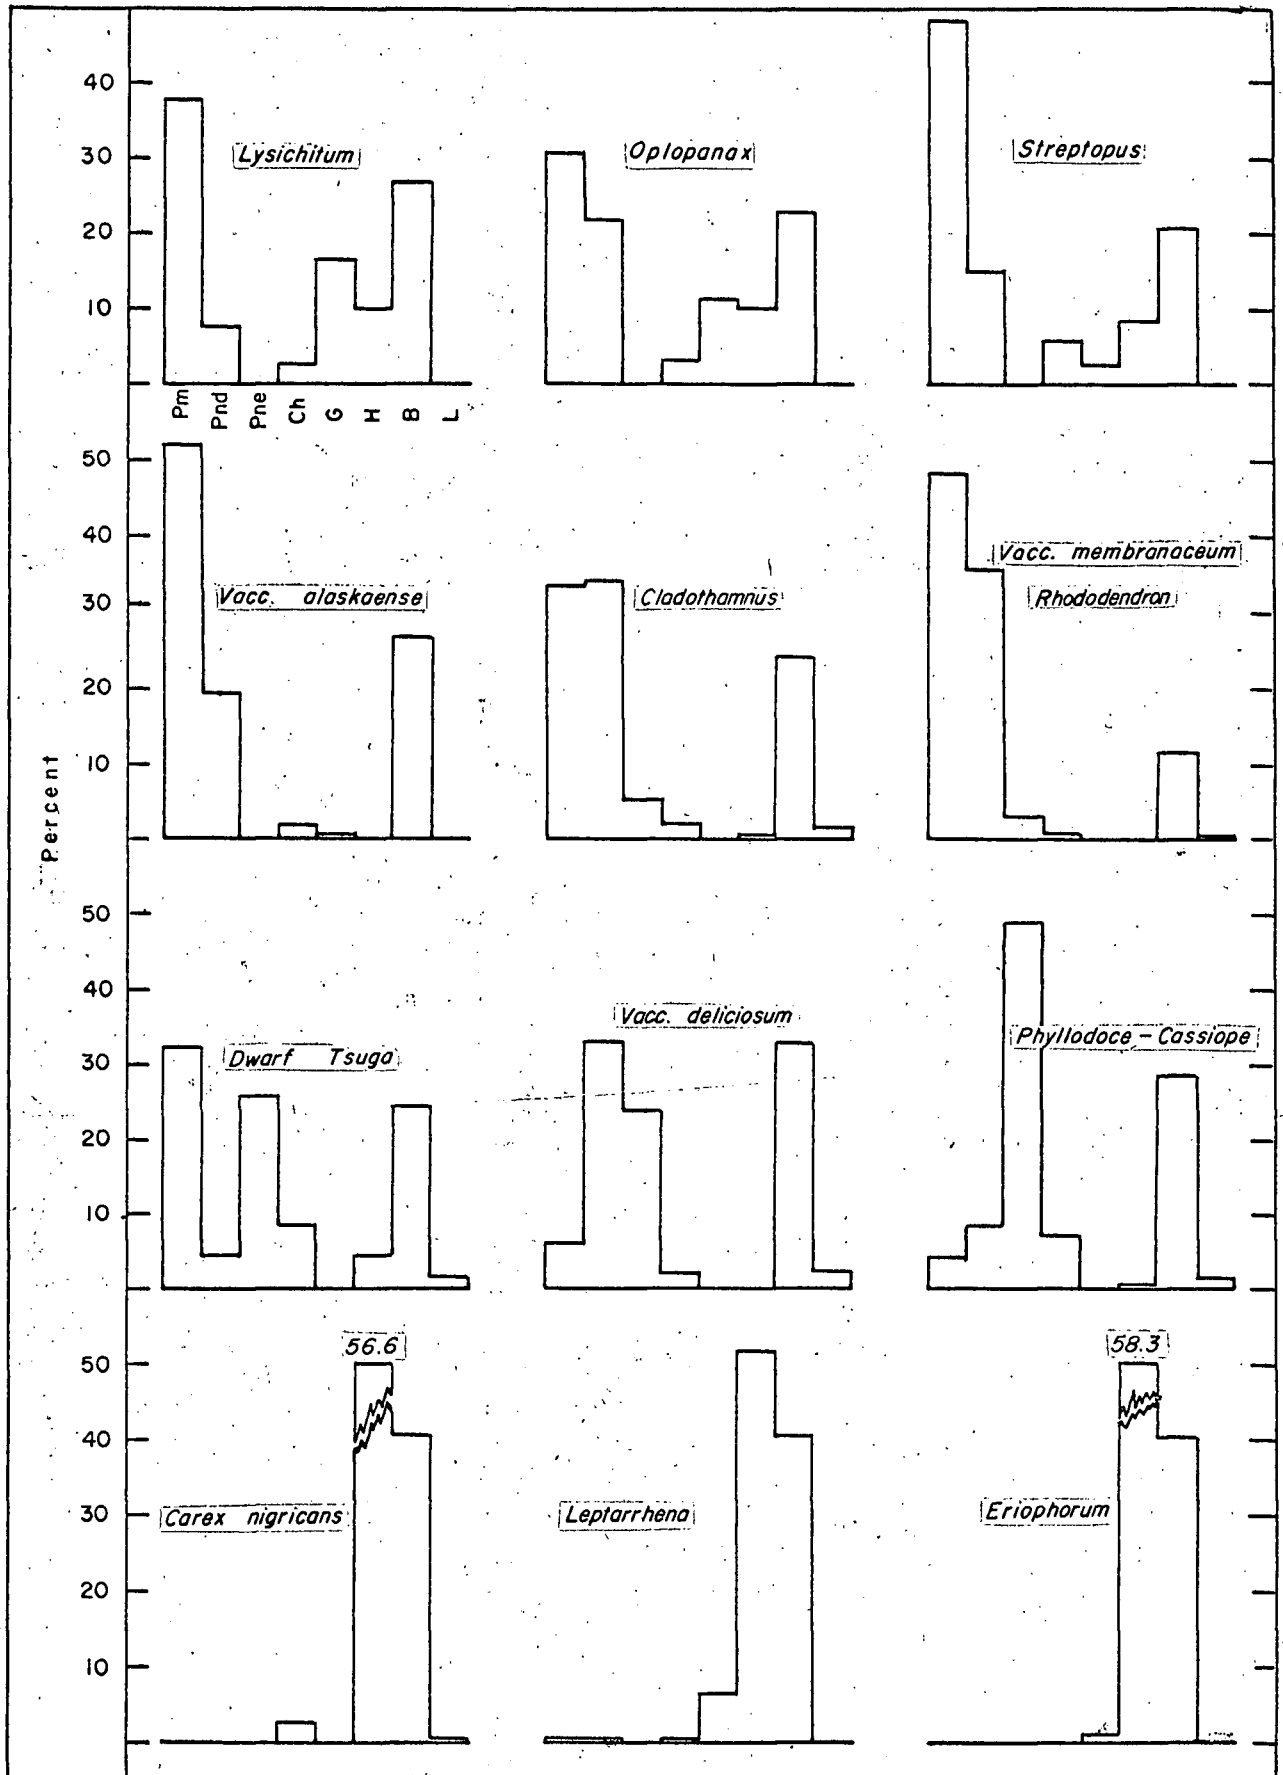 40
30
20
10
Lysichitum
Oplopanax
Streptopus
Pm
Pnd
Pne
Ch
G
H
B
L
Percent
50
40
30
20
10
Vacc. alaskaense
Cladothamnus
Vacc. membranaceum
Rhododendron
50
40
30
20
10
Dwarf Tsuga
Vacc. deliciosum
Phyllodoce - Cassiope
50
40
30
20
10
56.6
58.3
Carex nigricans
Leptarrhena
Eriophorum